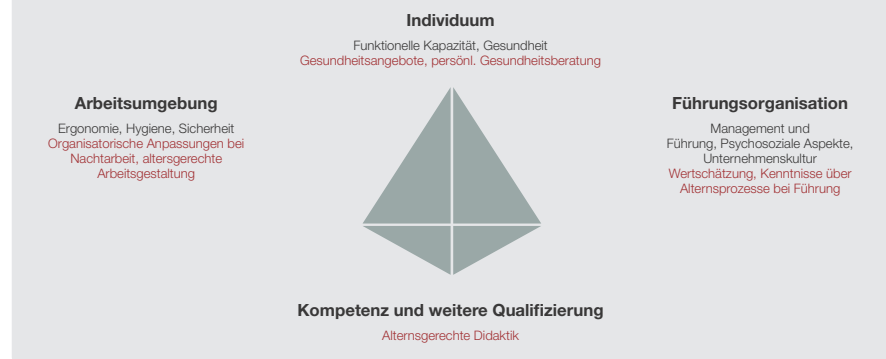 Individuum
Funktionelle Kapazität, Gesundheit
Gesundheitsangebote, persönl. Gesundheitsberatung
Arbeitsumgebung
Ergonomie, Hygiene, Sicherheit
Organisatorische Anpassungen bei
Nachtarbeit, altersgerechte
Arbeitsgestaltung
Führungsorganisation
Management und
Führung, Psychosoziale Aspekte,
Unternehmenskultur
Wertschätzung, Kenntnisse über
Alternsprozesse bei Führung
Kompetenz und weitere Qualifizierung
Alternsgerechte Didaktik